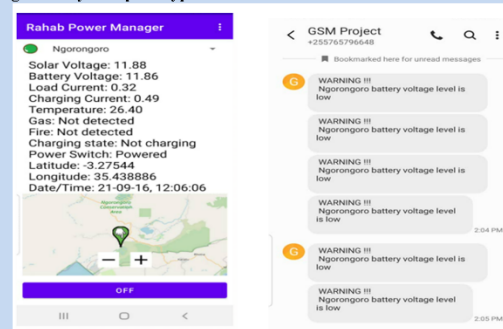 Rahab Power Manager
Ngorongoro
Solar Voltage: 11.88
Battery Voltage: 11.86
Load Current: 0.32
Charging Current: 0.49
Temperature: 26.40
Gas: Not detected
Fire: Not detected
Charging state: Not charging
Power Switch: Powered
Latitude: -3.27544
Longitude: 35.438886
Date/Time: 21-09-16, 12:06:06
- +
OFF
GSM Project
+255765796648
Bookmarked here for unread messages
G
WARNING !!!
Ngorongoro battery voltage level is
low
WARNING !!!
Ngorongoro battery voltage level is
low
WARNING !!!
Ngorongoro battery voltage level is
low
WARNING !!!
Ngorongoro battery voltage level
is low
2:04 PM
G
WARNING !!!
Ngorongoro battery voltage level is
low
WARNING !!!
Ngorongoro battery voltage level
is low
2:05 PM